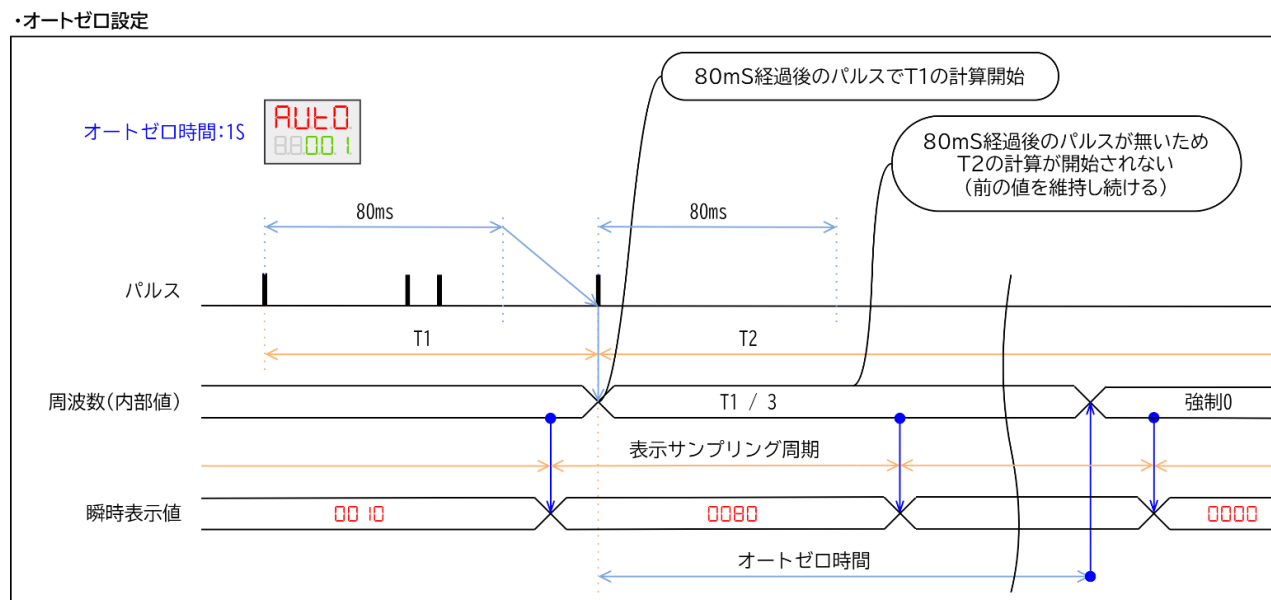 ・オートゼロ設定
80mS経過後のパルスでT1の計算開始
オートゼロ時間:1S
AUtO
8.8.00.1.
80mS経過後のパルスが無いため
T2の計算が開始されない
(前の値を維持し続ける)
80ms
80ms
パルス
T1
T2
周波数(内部値)
T1 / 3
強制0
表示サンプリング周期
瞬時表示値
0010
0080
0000
オートゼロ時間